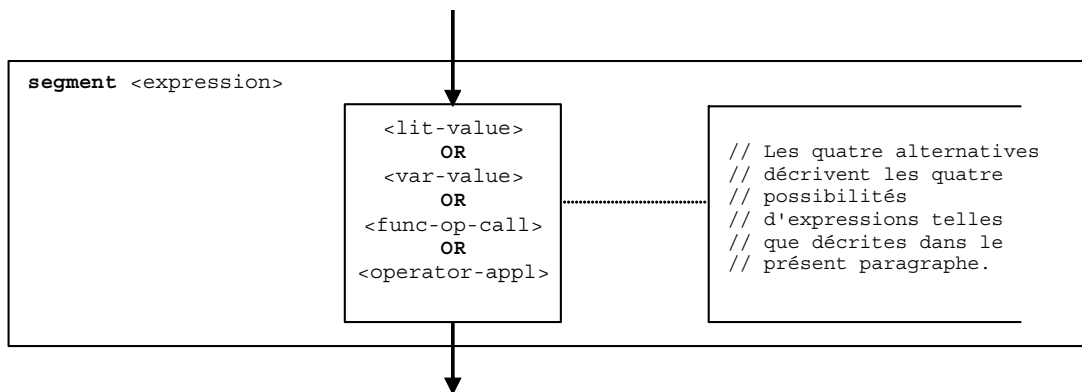 segment <expression>
<lit-value>
OR
<var-value>
OR
<func-op-call>
OR
<operator-appl>
// Les quatre alternatives
// décrivent les quatre
// possibilités
// d'expressions telles
// que décrites dans le
// présent paragraphe.